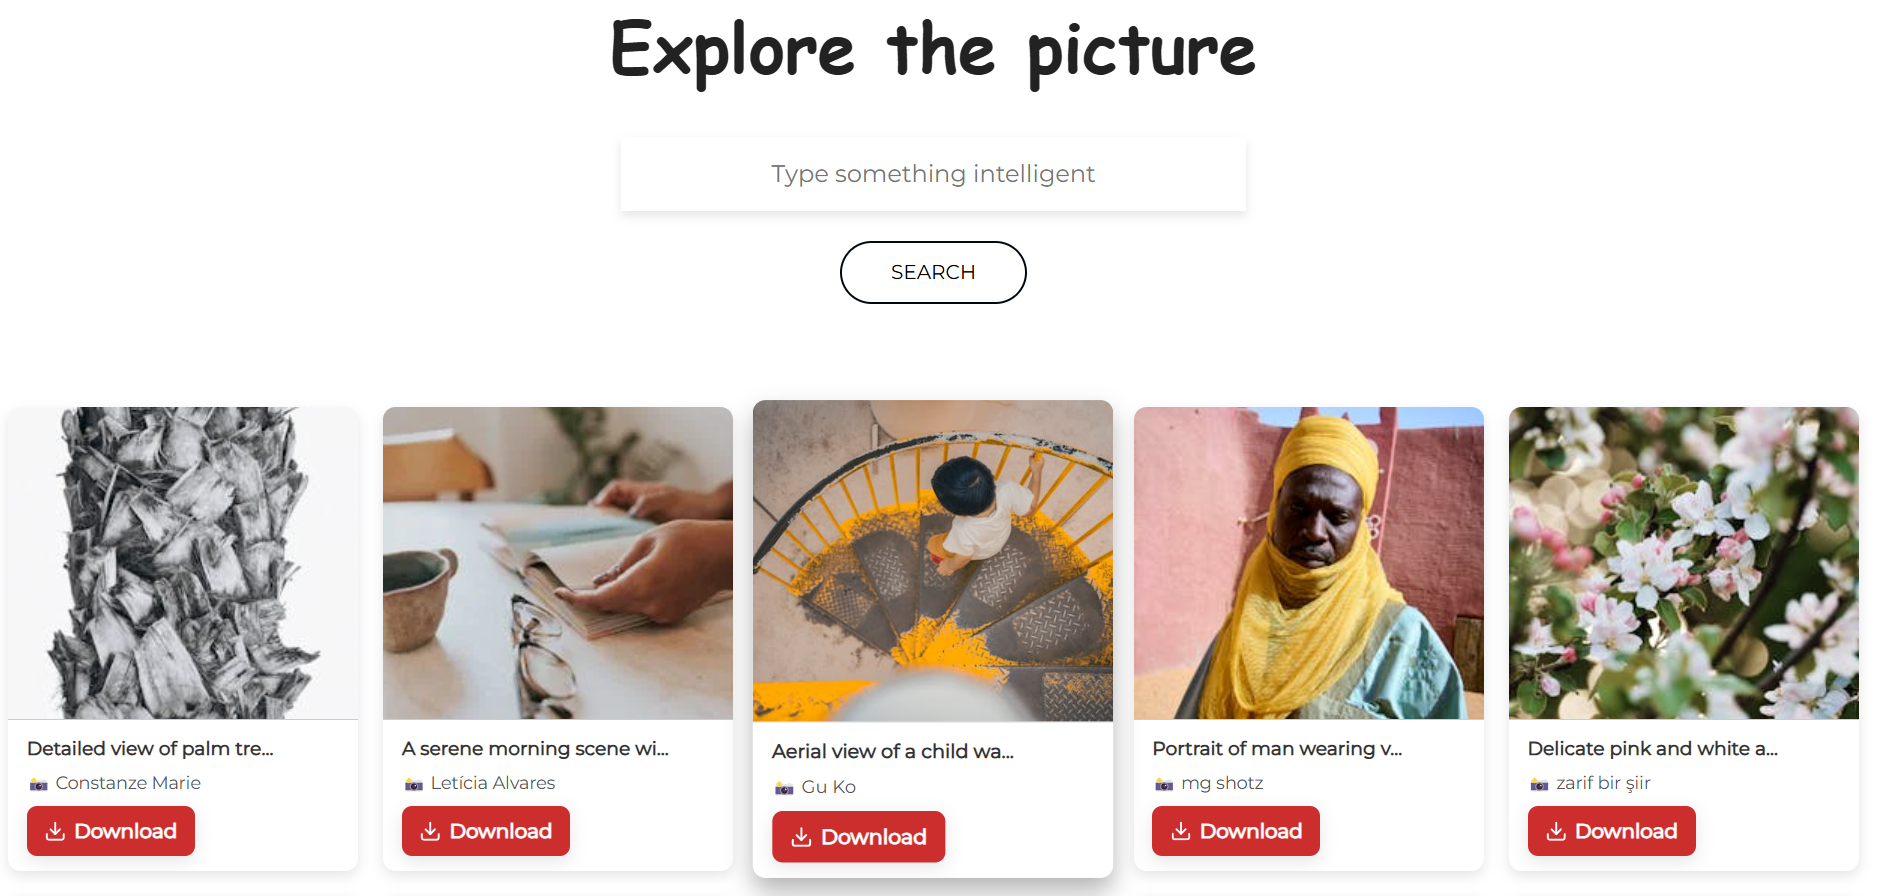 Explore the picture
Type something intelligent
SEARCH
Detailed view of palm tre...
Constanze Marie
Download
A serene morning scene wi...
Letícia Alvares
Download
Aerial view of a child wa...
Gu Ko
Download
Portrait of man wearing v...
mg shotz
Download
Delicate pink and white a...
zarif bir şiir
Download